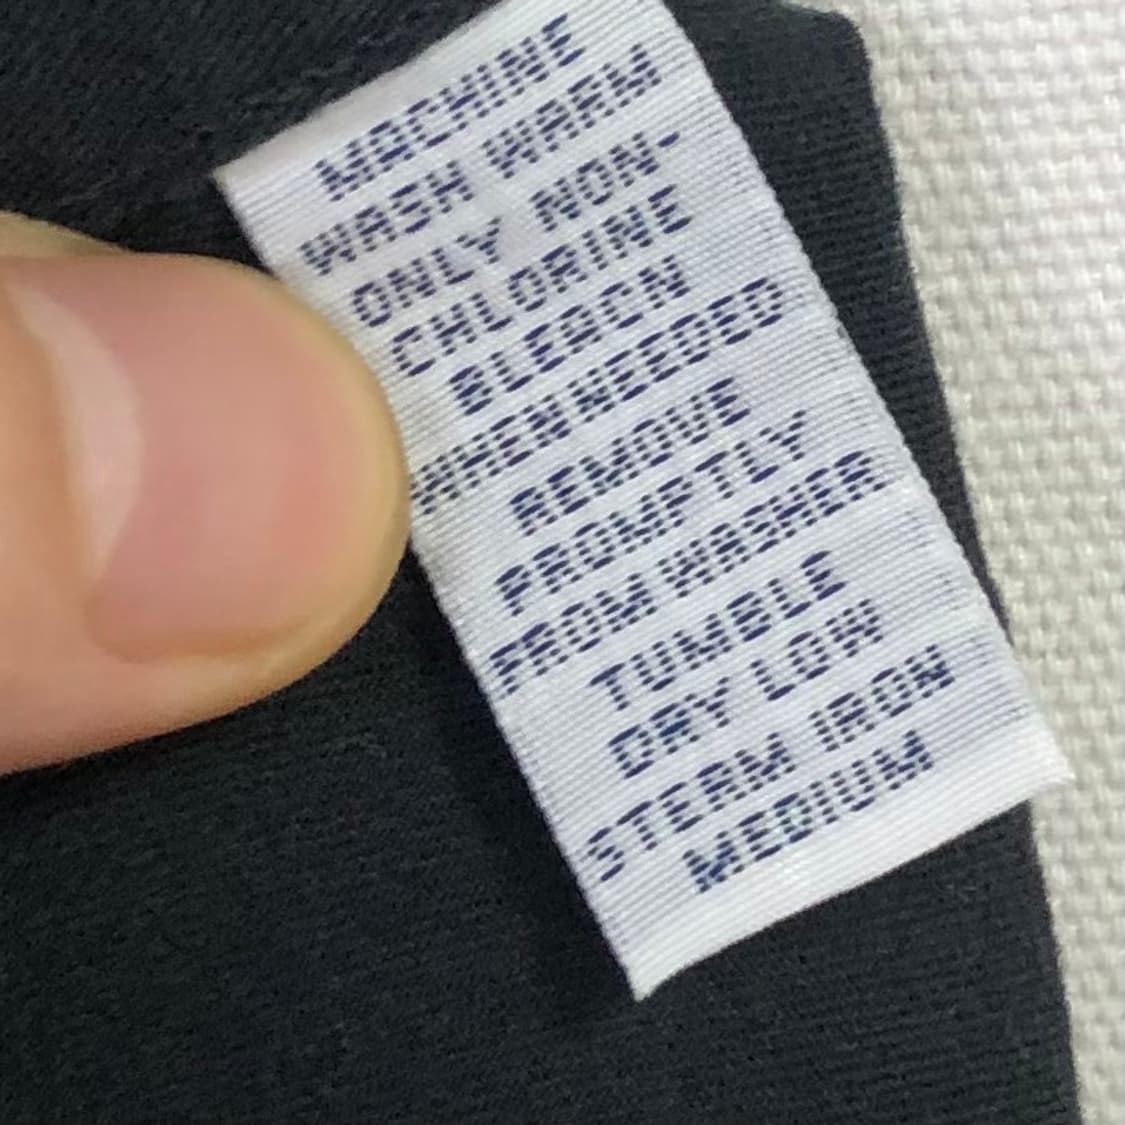 MACHINE
WASH WARM
ONLY NON-
CHLORINE
BLEACH
WHEN NEEDED
REMOVE
PROMPTLY
FROM WASHER
TUMBLE
DRY LOW
STEAM IRON
MEDIUM